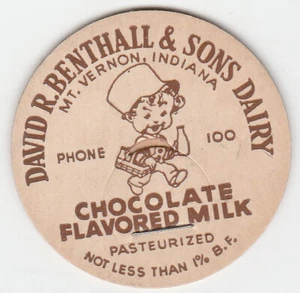 DAVID R. BENTHALL & SONS DAIRY
MT. VERNON, INDIANA
PHONE 100
CHOCOLATE
FLAVORED MILK
PASTEURIZED
NOT LESS THAN 1% B.F.